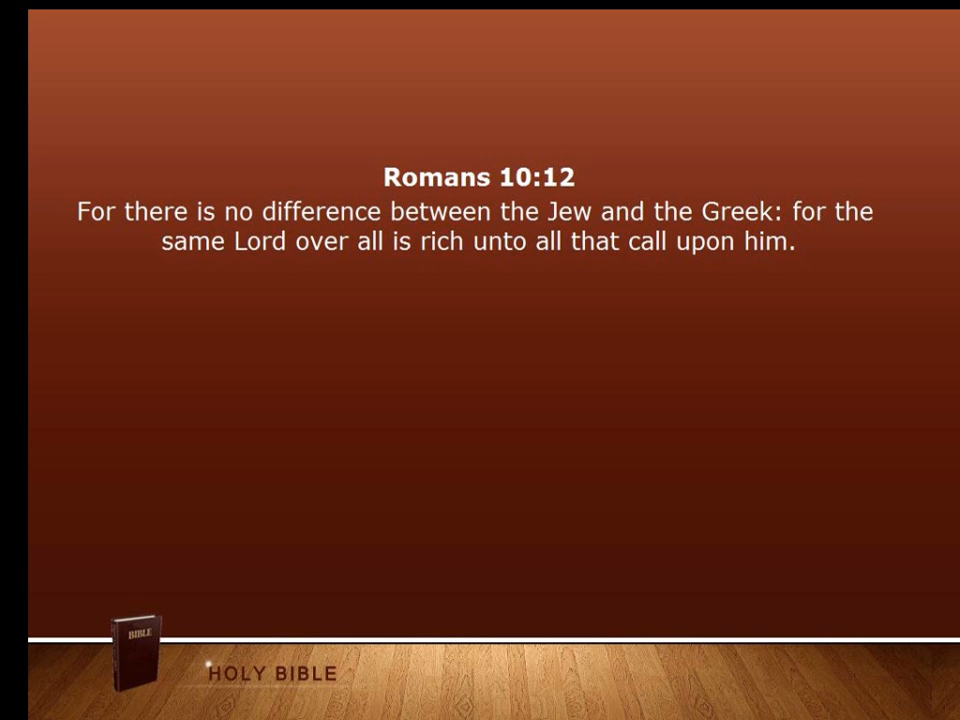 Romans 10:12
For there is no difference between the Jew and the Greek: for the
same Lord over all is rich unto all that call upon him.
BIBLE
HOLY BIBLE